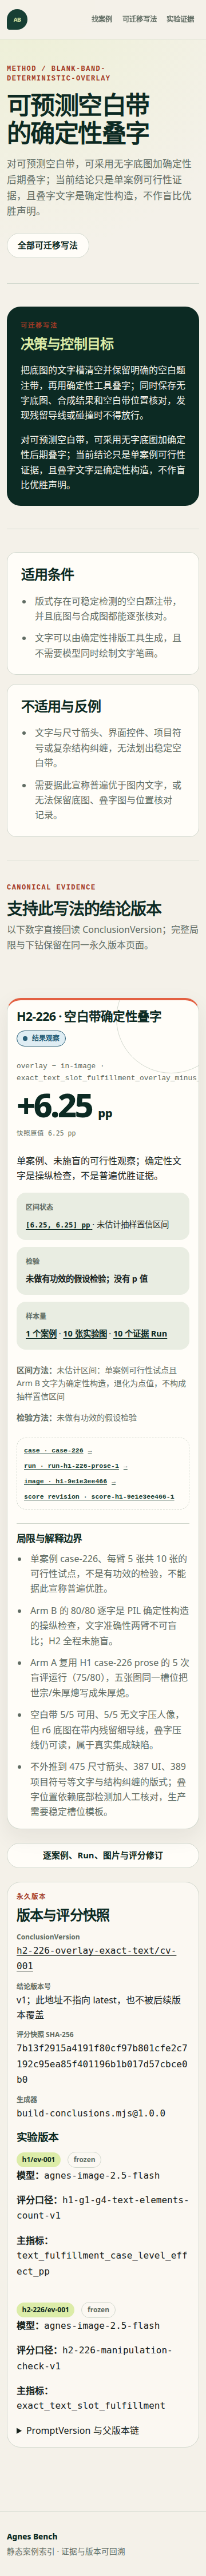 AB
找案例 可迁移写法 实验证据
METHOD / BLANK-BAND-
DETERMINISTIC-OVERLAY
可预测空白带
的确定性叠字
对可预测空白带，可采用无字底图加确定性
后期叠字；当前结论只是单案例可行性证
据，且叠字文字是确定性构造，不作盲比优
胜声明。
全部可迁移写法
可迁移写法
决策与控制目标
把底图的文字槽清空并保留明确的空白题
注带，再用确定性工具叠字；同时保存无
字底图、合成结果和空白带位置核对，发
现残留导线或碰撞时不得放行。
对可预测空白带，可采用无字底图加确定
性后期叠字；当前结论只是单案例可行性
证据，且叠字文字是确定性构造，不作盲
比优胜声明。
适用条件
版式存在可稳定检测的空白题注带，
并且底图与合成图都能逐张核对。
文字可以由确定性排版工具生成，且
不需要模型同时绘制文字笔画。
不适用与反例
文字与尺寸箭头、界面控件、项目符
号或复杂结构纠缠，无法划出稳定空
白带。
需要据此宣称普遍优于图内文字，或
无法保留底图、叠字图与位置核对
记录。
CANONICAL EVIDENCE
支持此写法的结论版本
以下数字直接回读 ConclusionVersion；完整局
限与下钻保留在同一永久版本页面。
H2-226 · 空白带确定性叠字
结果观察
overlay − in-image ·
exact_text_slot_fulfillment_overlay_minus_
+6.25 pp
快照原值 6.25 pp
单案例、未施盲的可行性观察；确定性文
字是操纵检查，不是普遍优胜证据。
区间状态
[6.25, 6.25] pp · 未估计抽样置信区间
检验
未做有功效的假设检验；没有 p 值
样本量
1 个案例 · 10 张实验图 · 10 个证据 Run
区间方法：未估计区间：单案例可行性试点且
Arm B 文字为确定性构造，退化为点值，不构成
抽样置信区间
检验方法：未做有功效的假设检验
case · case-226 →
run · run-h1-226-prose-1 →
image · h1-9e1e3ee466 →
score revision · score-h1-9e1e3ee466-1
局限与解释边界
单案例 case-226、每臂 5 张共 10 张的
可行性试点，不是有功效的检验，不能
据此宣称普遍优胜。
Arm B 的 80/80 逐字是 PIL 确定性构造
的操纵检查，文字准确性两臂不可盲
比；H2 全程未施盲。
Arm A 复用 H1 case-226 prose 的 5 次
盲评运行（75/80），五张图同一槽位把
世宗/朱厚熜写成朱厚熄。
空白带 5/5 可用、5/5 无文字压人像，
但 r6 底图在带内残留细导线，叠字压
线仍可读，属于真实集成缺陷。
不外推到 475 尺寸箭头、387 UI、389
项目符号等文字与结构纠缠的版式；叠
字位置依赖底部检测加人工核对，生产
需要稳定槽位模板。
逐案例、Run、图片与评分修订
永久版本
版本与评分快照
ConclusionVersion
h2-226-overlay-exact-text/cv-
001
结论版本号
v1；此地址不指向 latest，也不被后续版
本覆盖
评分快照 SHA-256
7b13f2915a4191f80cf97b801cfe2c7
192c95ea85f401196b1b017d57cbce0
b0
生成器
build-conclusions.mjs@1.0.0
实验版本
h1/ev-001 frozen
模型：agnes-image-2.5-flash
评分口径：h1-g1-g4-text-elements-
count-v1
主指标：
text_fulfillment_case_level_eff
ect_pp
h2-226/ev-001 frozen
模型：agnes-image-2.5-flash
评分口径：h2-226-manipulation-
check-v1
主指标：
exact_text_slot_fulfillment
PromptVersion 与父版本链
Agnes Bench
静态案例索引 · 证据与版本可回溯